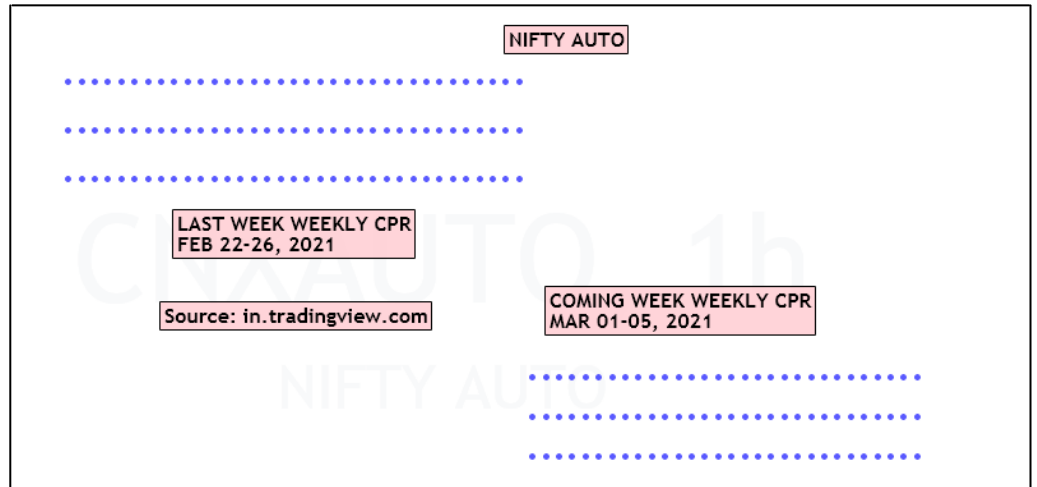 NIFTY AUTO
LAST WEEK WEEKLY CPR
FEB 22-26, 2021
CNXAUTO 1h
Source: in.tradingview.com
COMING WEEK WEEKLY CPR
MAR 01-05, 2021
NIFTY AUTO